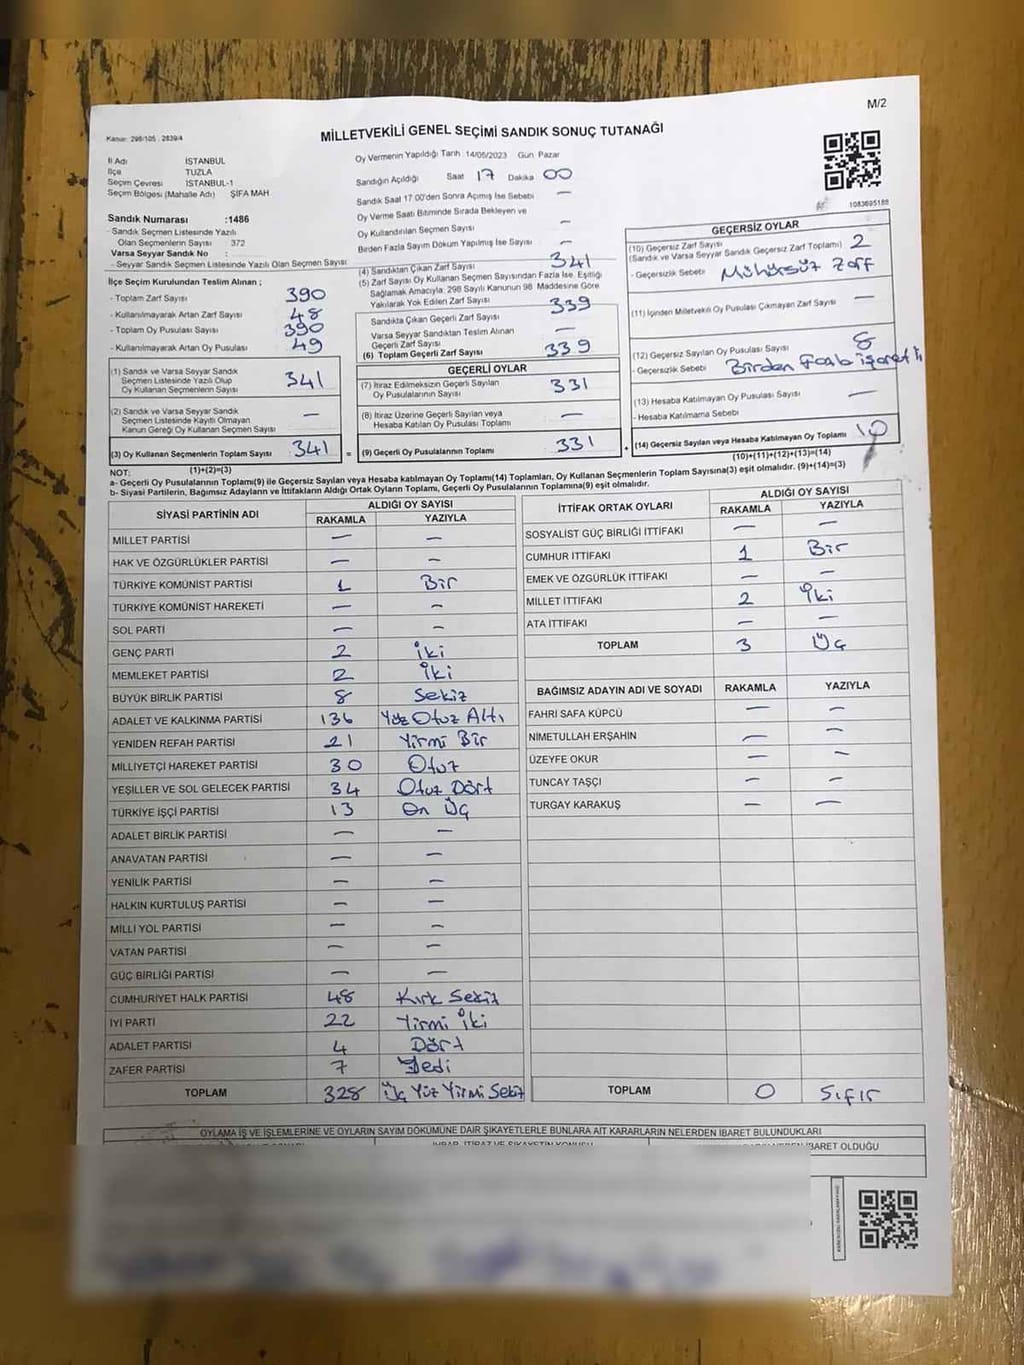 M/2
Kanun: 298/105 , 2839/4
MİLLETVEKİLİ GENEL SEÇİMİ SANDIK SONUÇ TUTANAĞI
İl Adı İSTANBUL
İlçe TUZLA
Seçim Çevresi İSTANBUL-1
Seçim Bölgesi (Mahalle Adı) ŞİFA MAH
Sandık Numarası :1486
- Sandık Seçmen Listesinde Yazılı
Olan Seçmenlerin Sayısı 372
Varsa Seyyar Sandık No :
- Seyyar Sandık Seçmen Listesinde Yazılı Olan Seçmen Sayısı:
Oy Vermenin Yapıldığı Tarih :14/05/2023 Gün Pazar
Sandığın Açıldığı Saat 17 Dakika 00
Sandık Saat 17.00'den Sonra Açılmış İse Sebebi —
Oy Verme Saati Bitiminde Sırada Bekleyen ve
Oy Kullandırılan Seçmen Sayısı —
Birden Fazla Sayım Döküm Yapılmış İse Sayısı —
1083695188
İlçe Seçim Kurulundan Teslim Alınan ;
- Toplam Zarf Sayısı 390
- Kullanılmayarak Artan Zarf Sayısı 48
- Toplam Oy Pusulası Sayısı 390
- Kullanılmayarak Artan Oy Pusulası 49
(1) Sandık ve Varsa Seyyar Sandık
Seçmen Listesinde Yazılı Olup
Oy Kullanan Seçmenlerin Sayısı 341
(2) Sandık ve Varsa Seyyar Sandık
Seçmen Listesinde Kayıtlı Olmayan
Kanun Gereği Oy Kullanan Seçmen Sayısı —
(3) Oy Kullanan Seçmenlerin Toplam Sayısı 341 =
(1)+(2)=(3)
(4) Sandıktan Çıkan Zarf Sayısı 341
(5) Zarf Sayısı Oy Kullanan Seçmen Sayısından Fazla İse, Eşitliği
Sağlamak Amacıyla; 298 Sayılı Kanunun 98. Maddesine Göre
Yakılarak Yok Edilen Zarf Sayısı 339
Sandıkta Çıkan Geçerli Zarf Sayısı
Varsa Seyyar Sandıktan Teslim Alınan
Geçerli Zarf Sayısı —
(6) Toplam Geçerli Zarf Sayısı 339
GEÇERLİ OYLAR
(7) İtiraz Edilmeksizin Geçerli Sayılan
Oy Pusulalarının Sayısı 331
(8) İtiraz Üzerine Geçerli Sayılan veya
Hesaba Katılan Oy Pusulası Toplamı —
(9) Geçerli Oy Pusulalarının Toplamı 331 +
GEÇERSİZ OYLAR
(10) Geçersiz Zarf Sayısı
(Sandık ve Varsa Seyyar Sandık Geçersiz Zarf Toplamı) 2
- Geçersizlik Sebebi Mühürsüz Zarf
(11) İçinden Milletvekili Oy Pusulası Çıkmayan Zarf Sayısı —
(12) Geçersiz Sayılan Oy Pusulası Sayısı 8
- Geçersizlik Sebebi Birden Fazla işaretli
(13) Hesaba Katılmayan Oy Pusulası Sayısı —
- Hesaba Katılmama Sebebi
(14) Geçersiz Sayılan veya Hesaba Katılmayan Oy Toplamı 10
(10)+(11)+(12)+(13)=(14)
NOT:
a- Geçerli Oy Pusulalarının Toplamı(9) ile Geçersiz Sayılan veya Hesaba katılmayan Oy Toplamı(14) Toplamları, Oy Kullanan Seçmenlerin Toplam Sayısına(3) eşit olmalıdır. (9)+(14)=(3)
b- Siyasi Partilerin, Bağımsız Adayların ve İttifakların Aldığı Ortak Oyların Toplamı, Geçerli Oy Pusulalarının Toplamına(9) eşit olmalıdır.
SİYASİ PARTİNİN ADI ALDIĞI OY SAYISI
RAKAMLA YAZIYLA
MİLLET PARTİSİ — —
HAK VE ÖZGÜRLÜKLER PARTİSİ — —
TÜRKİYE KOMÜNİST PARTİSİ 1 Bir
TÜRKİYE KOMÜNİST HAREKETİ — —
SOL PARTİ — —
GENÇ PARTİ 2 İki
MEMLEKET PARTİSİ 2 İki
BÜYÜK BİRLİK PARTİSİ 8 Sekiz
ADALET VE KALKINMA PARTİSİ 136 Yüz Otuz Altı
YENİDEN REFAH PARTİSİ 21 Yirmi Bir
MİLLİYETÇİ HAREKET PARTİSİ 30 Otuz
YEŞİLLER VE SOL GELECEK PARTİSİ 34 Otuz Dört
TÜRKİYE İŞÇİ PARTİSİ 13 On Üç
ADALET BİRLİK PARTİSİ — —
ANAVATAN PARTİSİ — —
YENİLİK PARTİSİ — —
HALKIN KURTULUŞ PARTİSİ — —
MİLLİ YOL PARTİSİ — —
VATAN PARTİSİ — —
GÜÇ BİRLİĞİ PARTİSİ — —
CUMHURİYET HALK PARTİSİ 48 Kırk Sekiz
İYİ PARTİ 22 Yirmi İki
ADALET PARTİSİ 4 Dört
ZAFER PARTİSİ 7 Yedi
TOPLAM 328 Üç Yüz Yirmi Sekiz
İTTİFAK ORTAK OYLARI ALDIĞI OY SAYISI
RAKAMLA YAZIYLA
SOSYALİST GÜÇ BİRLİĞİ İTTİFAKI — —
CUMHUR İTTİFAKI 1 Bir
EMEK VE ÖZGÜRLÜK İTTİFAKI — —
MİLLET İTTİFAKI 2 İki
ATA İTTİFAKI — —
TOPLAM 3 Üç
BAĞIMSIZ ADAYIN ADI VE SOYADI RAKAMLA YAZIYLA
FAHRİ SAFA KÜPCÜ — —
NİMETULLAH ERŞAHİN — —
ÜZEYFE OKUR — —
TUNCAY TAŞÇI — —
TURGAY KARAKUŞ — —
TOPLAM 0 Sıfır
OYLAMA İŞ VE İŞLEMLERİNE VE OYLARIN SAYIM DÖKÜMÜNE DAİR ŞİKAYETLERLE BUNLARA AİT KARARLARIN NELERDEN İBARET BULUNDUKLARI
İHBAR, İTİRAZ VE ŞİKAYETİN KONUSU
İBARET OLDUĞU